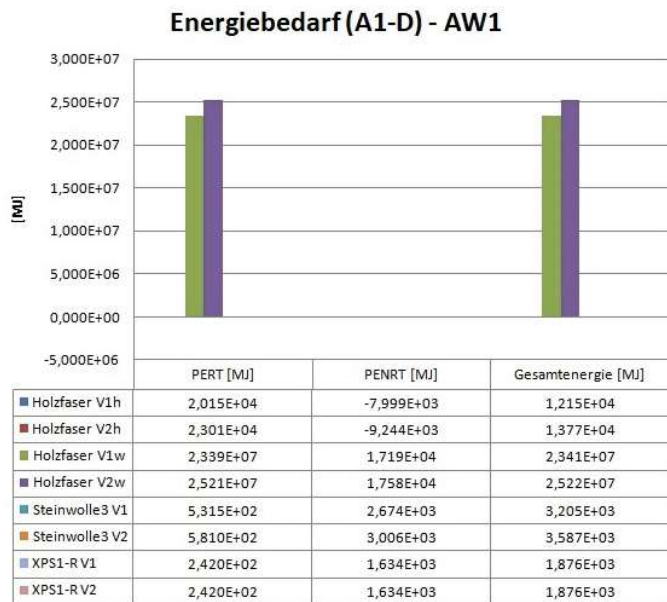 Energiebedarf (A1-D) - AW1
[MJ]
3,000E+07
2,500E+07
2,000E+07
1,500E+07
1,000E+07
5,000E+06
0,000E+00
-5,000E+06
PERT [MJ] PENRT [MJ] Gesamtenergie [MJ]
Holzfaser V1h 2,015E+04 -7,999E+03 1,215E+04
Holzfaser V2h 2,301E+04 -9,244E+03 1,377E+04
Holzfaser V1w 2,339E+07 1,719E+04 2,341E+07
Holzfaser V2w 2,521E+07 1,758E+04 2,522E+07
Steinwolle3 V1 5,315E+02 2,674E+03 3,205E+03
Steinwolle3 V2 5,810E+02 3,006E+03 3,587E+03
XPS1-R V1 2,420E+02 1,634E+03 1,876E+03
XPS1-R V2 2,420E+02 1,634E+03 1,876E+03